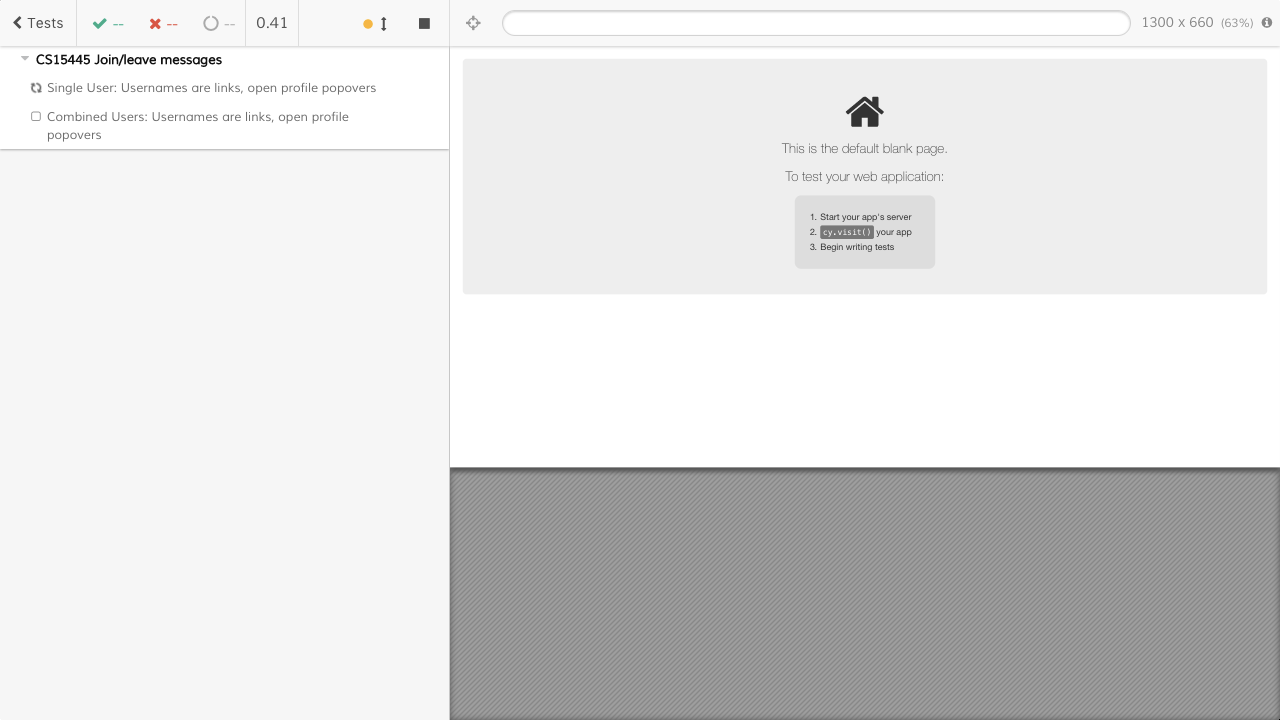 Tests -- -- -- 0.41
1300 x 660 (63%)
CS15445 Join/leave messages
Single User: Usernames are links, open profile popovers
Combined Users: Usernames are links, open profile
popovers
This is the default blank page.
To test your web application:
1. Start your app's server
2. cy.visit() your app
3. Begin writing tests